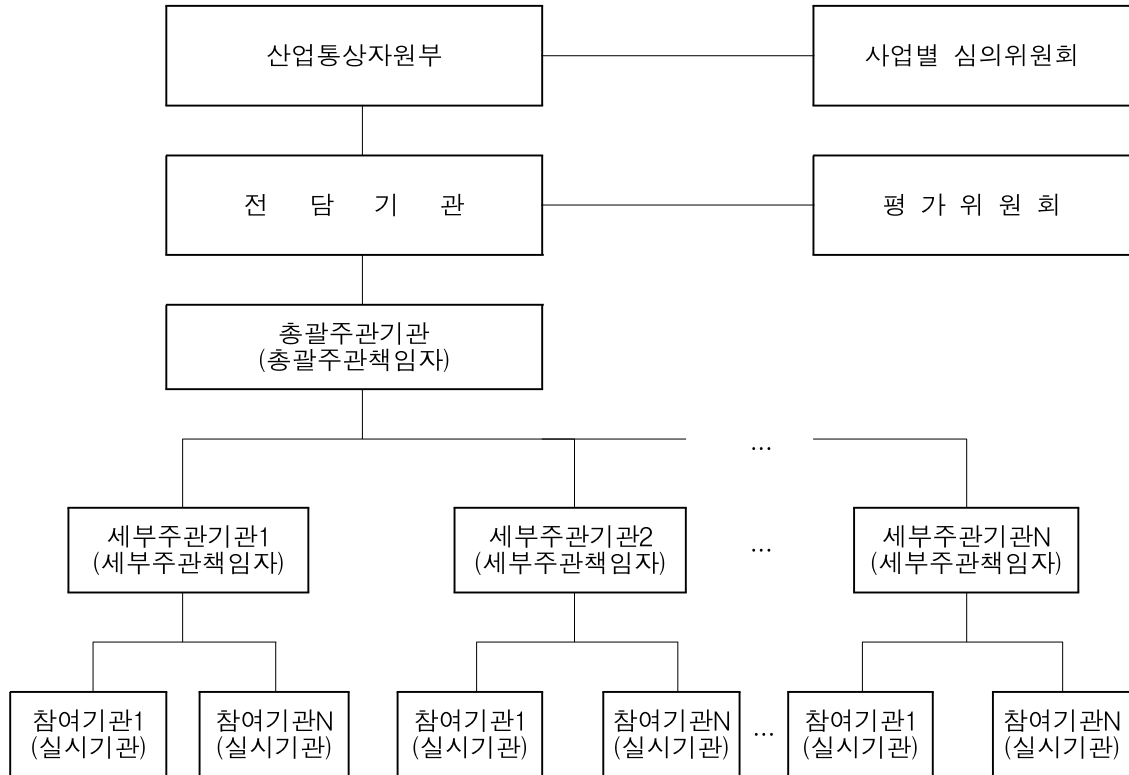 산업통상자원부
사업별 심의위원회
전 담 기 관
평 가 위 원 회
총괄주관기관
(총괄주관책임자)
...
세부주관기관1
(세부주관책임자)
세부주관기관2
(세부주관책임자)
...
세부주관기관N
(세부주관책임자)
참여기관1
(실시기관)
참여기관N
(실시기관)
참여기관1
(실시기관)
참여기관N
(실시기관)
...
참여기관1
(실시기관)
참여기관N
(실시기관)